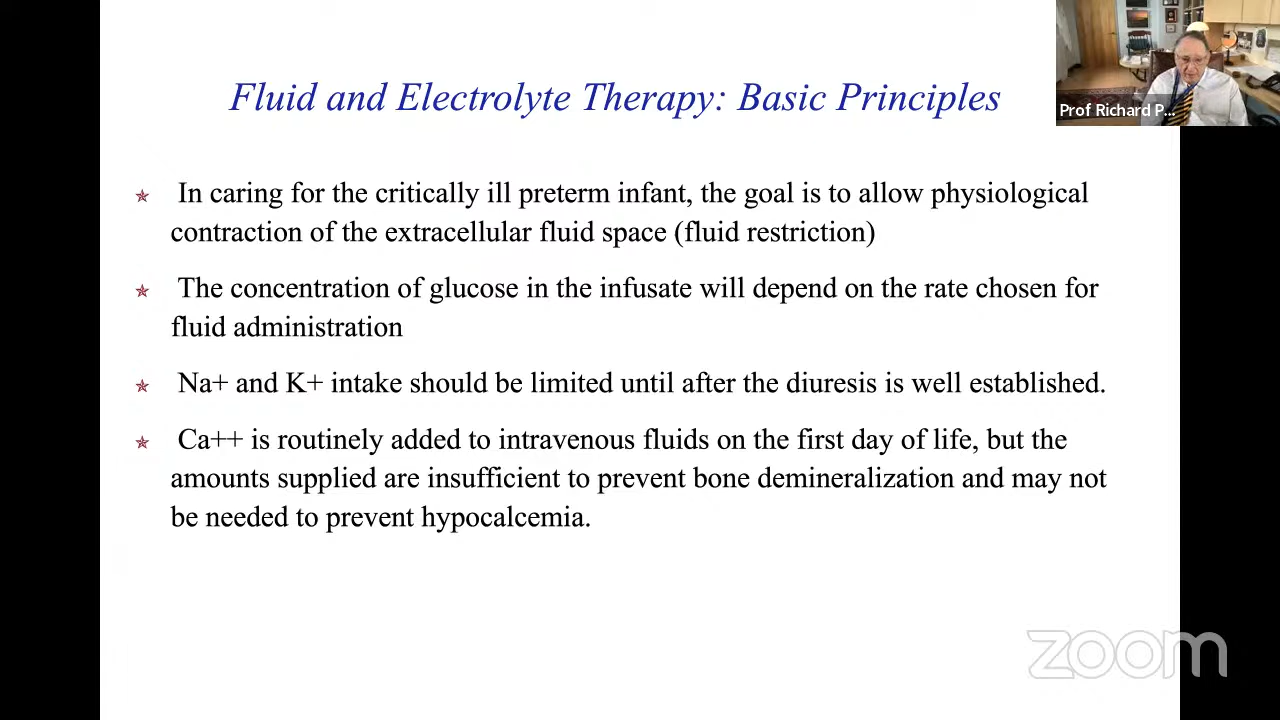 Fluid and Electrolyte Therapy: Basic Principles
Prof Richard P...
In caring for the critically ill preterm infant, the goal is to allow physiological
contraction of the extracellular fluid space (fluid restriction)
The concentration of glucose in the infusate will depend on the rate chosen for
fluid administration
Na+ and K+ intake should be limited until after the diuresis is well established.
Ca++ is routinely added to intravenous fluids on the first day of life, but the
amounts supplied are insufficient to prevent bone demineralization and may not
be needed to prevent hypocalcemia.
zoom